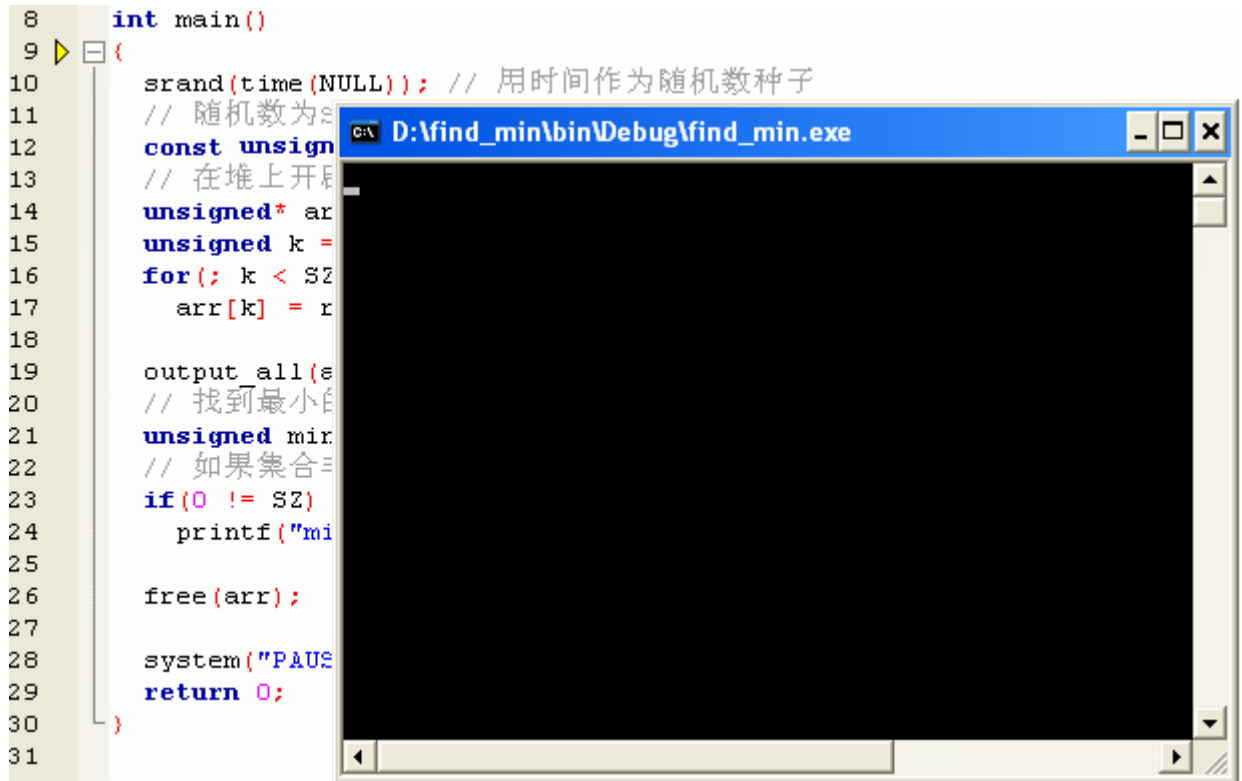 8 int main()
9 {
10 srand(time(NULL)); // 用时间作为随机数种子
11 // 随机数为
12 const unsign
13 // 在堆上开
14 unsigned* ar
15 unsigned k =
16 for(; k < SZ
17 arr[k] = r
18
19 output_all(
20 // 找到最小
21 unsigned min
22 // 如果集合
23 if(0 != SZ)
24 printf("mi
25
26 free(arr);
27
28 system("PAUS
29 return 0;
30 }
31
D:\find_min\bin\Debug\find_min.exe